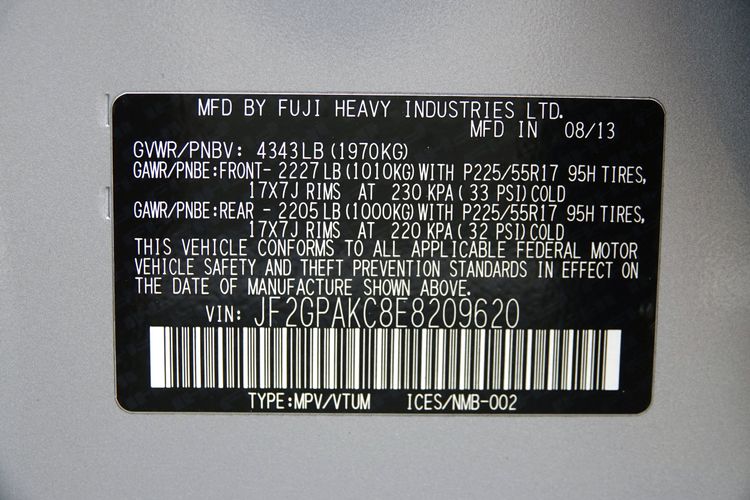 MFD BY FUJI HEAVY INDUSTRIES LTD.
MFD IN 08/13
GVWR/PNBV: 4343LB(1970KG)
GAWR/PNBE:FRONT- 2227LB(1010KG)WITH P225/55R17 95H TIRES,
17X7J RIMS AT 230 KPA(33 PSI)COLD
GAWR/PNBE:REAR - 2205LB(1000KG)WITH P225/55R17 95H TIRES,
17X7J RIMS AT 220 KPA(32 PSI)COLD
THIS VEHICLE CONFORMS TO ALL APPLICABLE FEDERAL MOTOR
VEHICLE SAFETY AND THEFT PREVENTION STANDARDS IN EFFECT ON
THE DATE OF MANUFACTURE SHOWN ABOVE.
VIN: JF2GPAKC8E8209620
TYPE:MPV/VTUM ICES/NMB-002